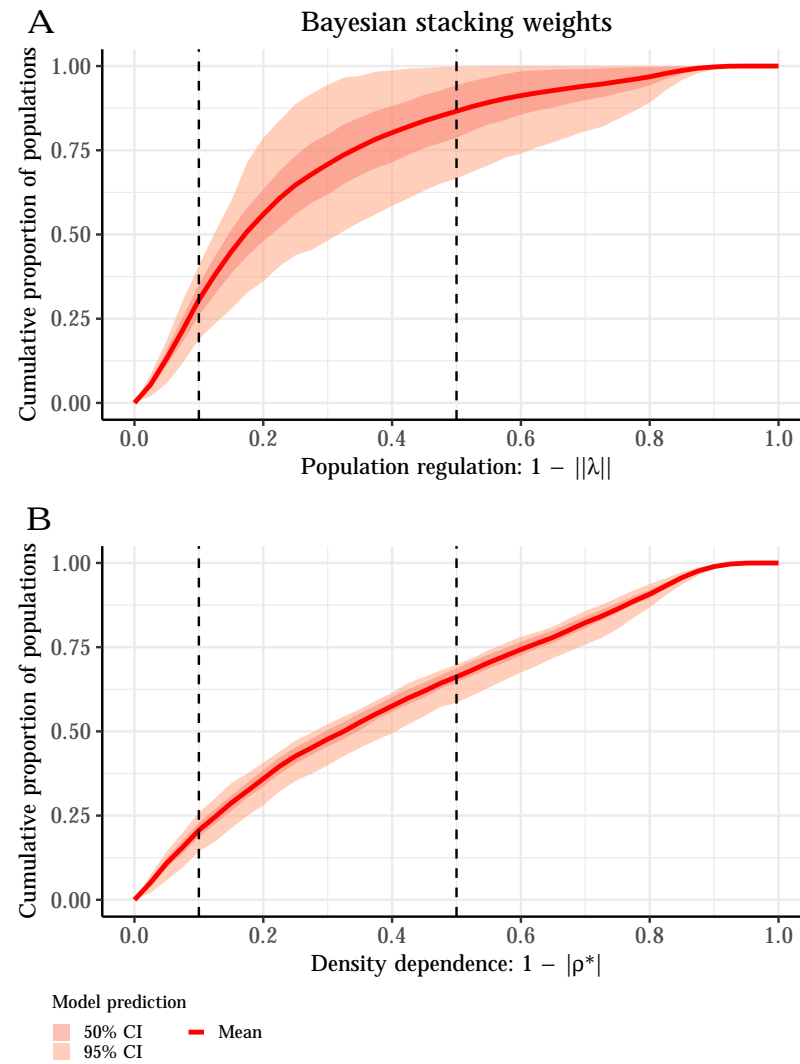 A
Bayesian stacking weights
Cumulative proportion of populations
1.00
0.75
0.50
0.25
0.00
0.0 0.2 0.4 0.6 0.8 1.0
Population regulation: 1 − ||λ||
B
Cumulative proportion of populations
1.00
0.75
0.50
0.25
0.00
0.0 0.2 0.4 0.6 0.8 1.0
Density dependence: 1 − |ρ*|
Model prediction
50% CI Mean
95% CI